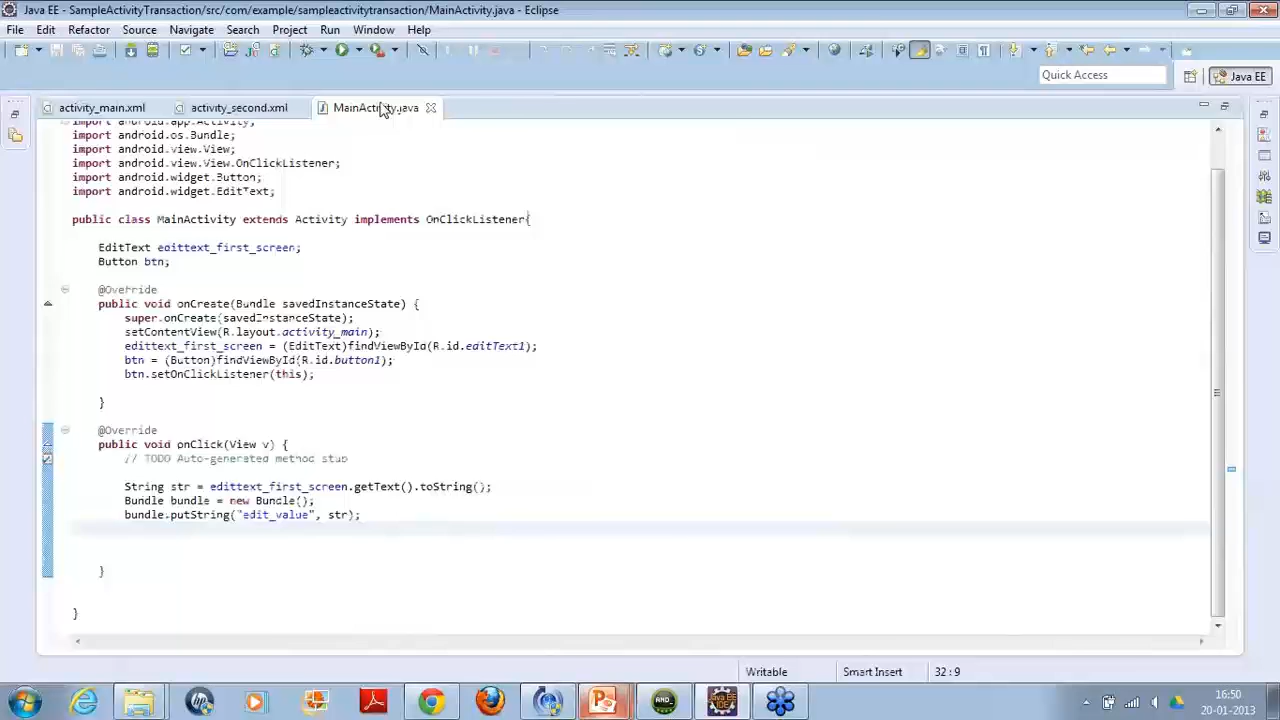 Java EE - SampleActivityTransaction/src/com/example/sampleactivitytransaction/MainActivity.java - Eclipse
File Edit Refactor Source Navigate Search Project Run Window Help
Quick Access
Java EE
activity_main.xml activity_second.xml MainActivity.java
import android.app.Activity;
import android.os.Bundle;
import android.view.View;
import android.view.View.OnClickListener;
import android.widget.Button;
import android.widget.EditText;
public class MainActivity extends Activity implements OnClickListener{
EditText edittext_first_screen;
Button btn;
@Override
public void onCreate(Bundle savedInstanceState) {
super.onCreate(savedInstanceState);
setContentView(R.layout.activity_main);
edittext_first_screen = (EditText)findViewById(R.id.editText1);
btn = (Button)findViewById(R.id.button1);
btn.setOnClickListener(this);
}
@Override
public void onClick(View v) {
// TODO Auto-generated method stub
String str = edittext_first_screen.getText().toString();
Bundle bundle = new Bundle();
bundle.putString("edit_value", str);
}
}
Writable Smart Insert 32:9
16:50
20-01-2013